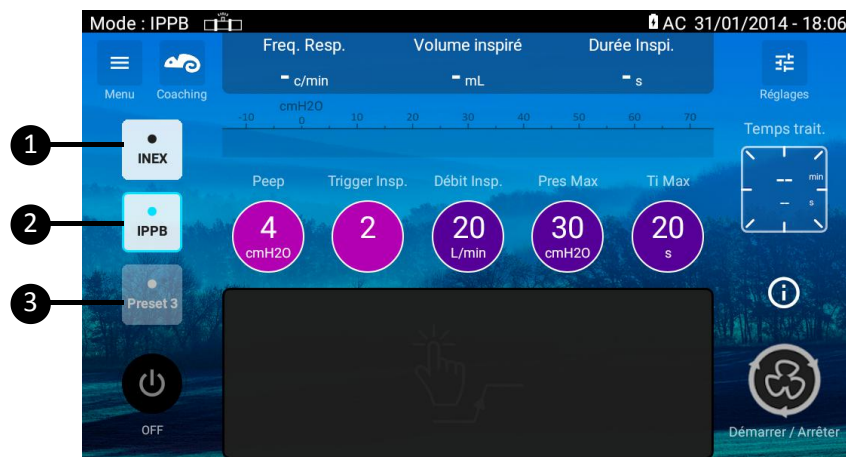 Mode : IPPB
AC 31/01/2014 - 18:06
Menu
Coaching
Freq. Resp.
- c/min
Volume inspiré
- mL
Durée Inspi.
- s
Réglages
cmH2O
-10 0 10 20 30 40 50 60 70
Temps trait.
-- min
-- s
1
INEX
2
IPPB
3
Preset 3
Peep
4
cmH2O
Trigger Insp.
2
Débit Insp.
20
L/min
Pres Max
30
cmH2O
Ti Max
20
s
OFF
Démarrer / Arrêter